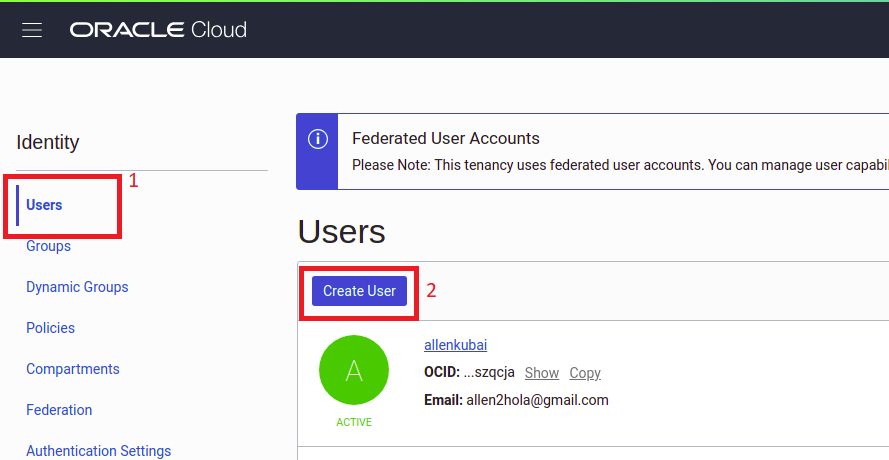 ORACLE Cloud
Identity
1
Users
Groups
Dynamic Groups
Policies
Compartments
Federation
Authentication Settings
Federated User Accounts
Please Note: This tenancy uses federated user accounts. You can manage user capabil
Users
Create User
2
A
ACTIVE
allenkubai
OCID: ...szqcja Show Copy
Email: allen2hola@gmail.com